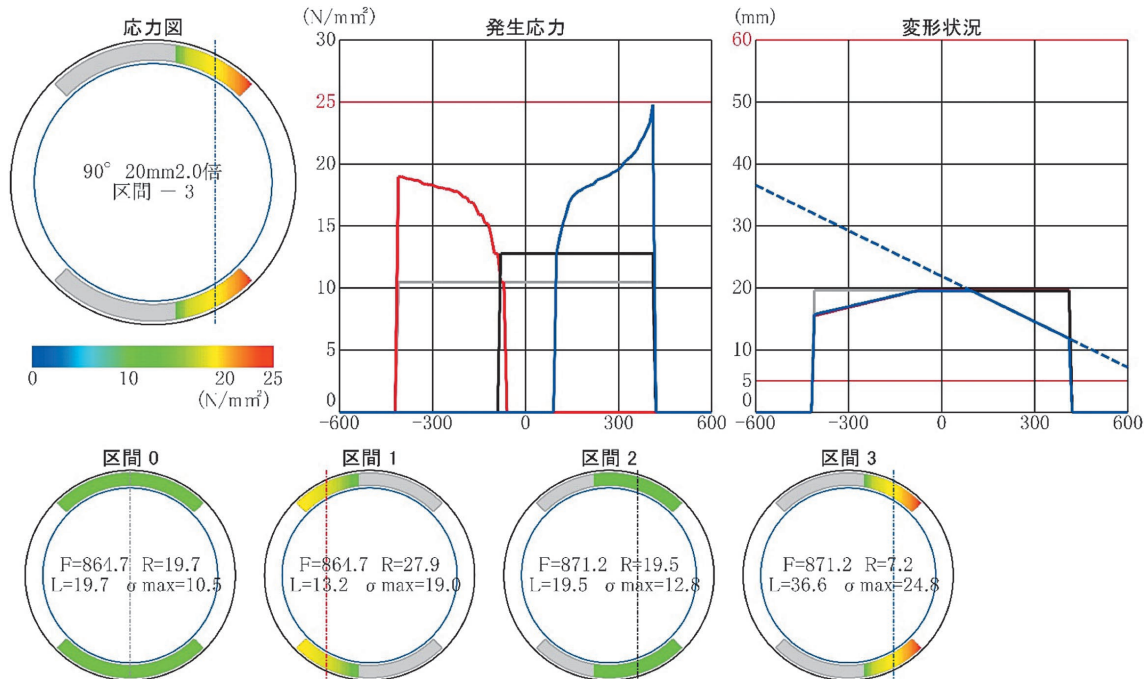 応力図
90° 20mm2.0倍
区間 － 3
0 10 20 25
(N/mm²)
(N/mm²)
発生応力
30
25
20
15
10
5
0
-600 -300 0 300 600
(mm)
変形状況
60
50
40
30
20
10
5
0
-600 -300 0 300 600
区間 0
F=864.7 R=19.7
L=19.7 σ max=10.5
区間 1
F=864.7 R=27.9
L=13.2 σ max=19.0
区間 2
F=871.2 R=19.5
L=19.5 σ max=12.8
区間 3
F=871.2 R=7.2
L=36.6 σ max=24.8